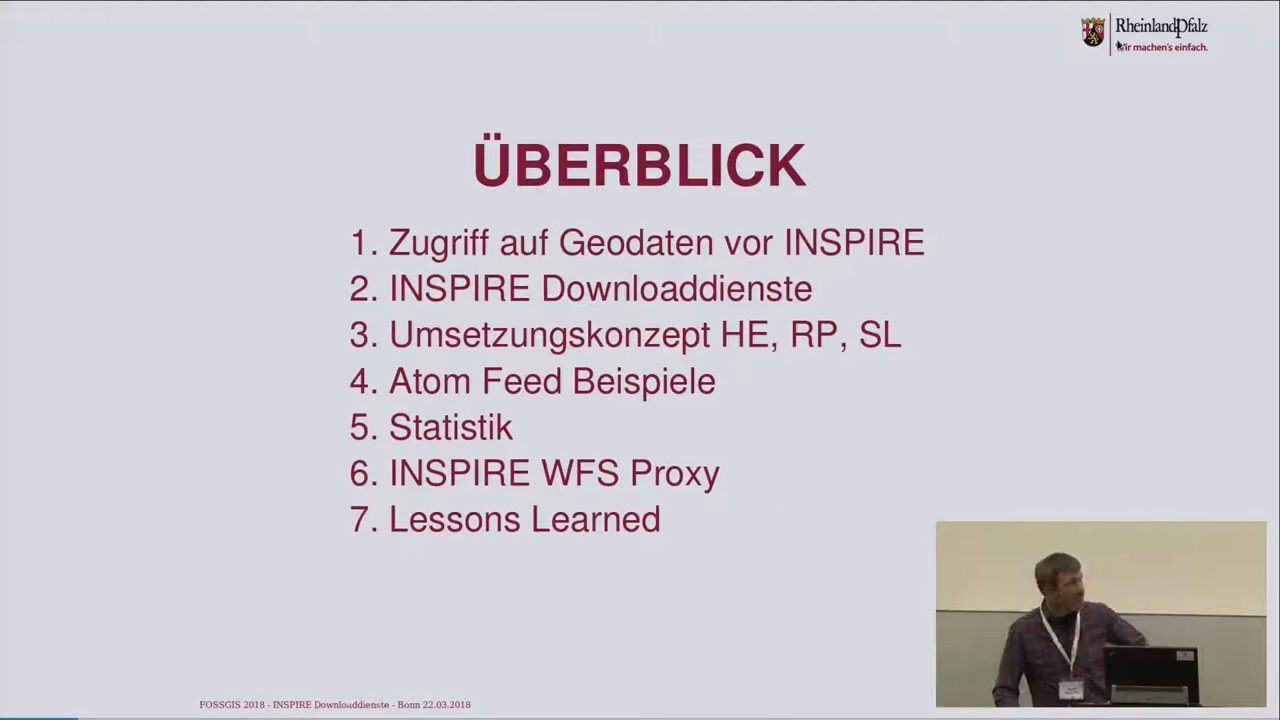 RheinlandPfalz
Wir machen's einfach.
ÜBERBLICK
1. Zugriff auf Geodaten vor INSPIRE
2. INSPIRE Downloaddienste
3. Umsetzungskonzept HE, RP, SL
4. Atom Feed Beispiele
5. Statistik
6. INSPIRE WFS Proxy
7. Lessons Learned
FOSSGIS 2018 - INSPIRE Downloaddienste - Bonn 22.03.2018